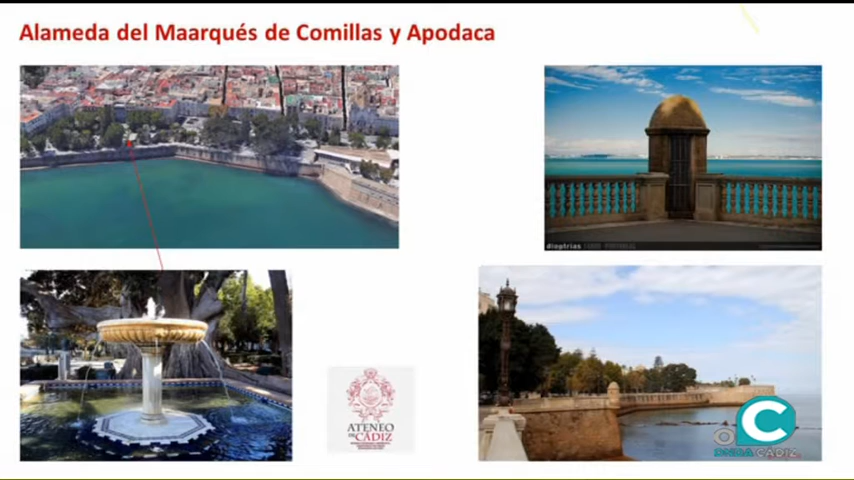 Alameda del Maarqués de Comillas y Apodaca
dioptrias
ATENEO
DE CÁDIZ
C
ONDA CÁDIZ